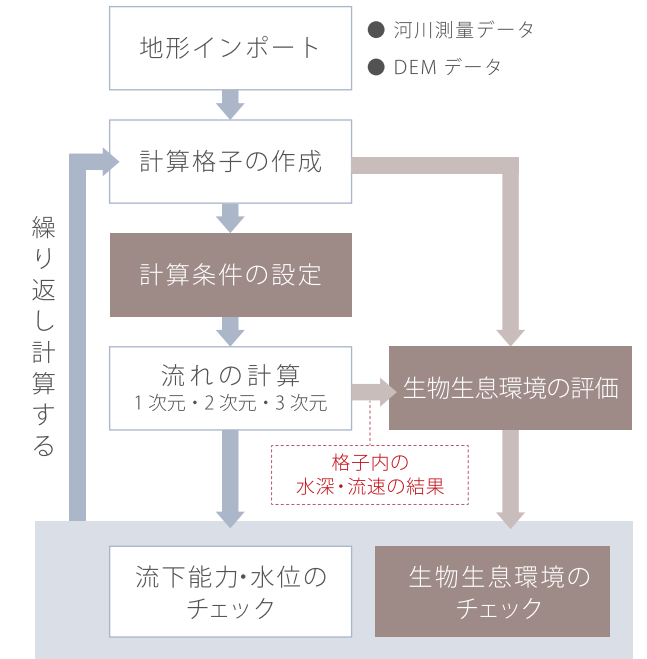 地形インポート
● 河川測量データ
● DEM データ
計算格子の作成
繰り返し計算する
計算条件の設定
流れの計算
1 次元・2 次元・3 次元
生物生息環境の評価
格子内の
水深・流速の結果
流下能力・水位の
チェック
生物生息環境の
チェック